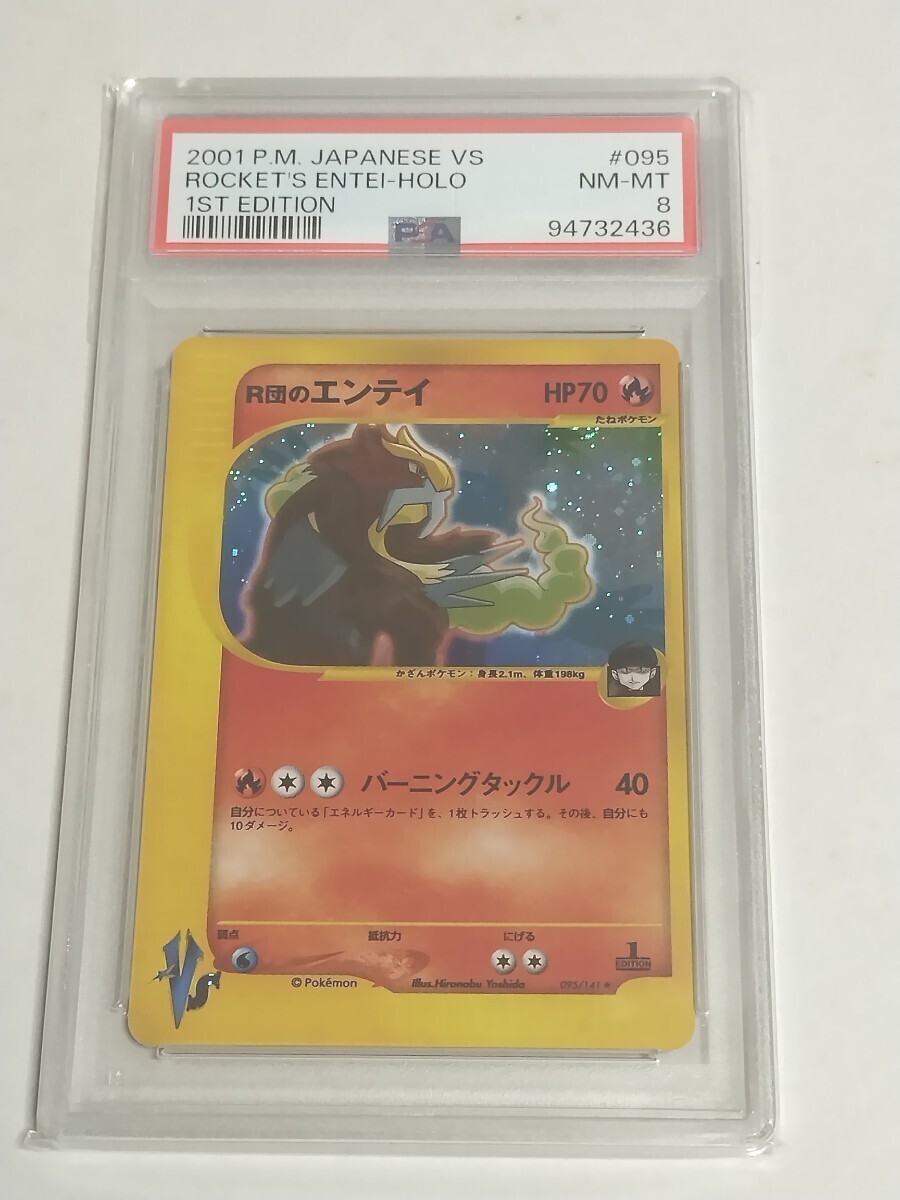 2001 P.M. JAPANESE VS #095
ROCKET'S ENTEI-HOLO NM-MT
1ST EDITION 8
PSA 94732436
R団のエンテイ HP70
たねポケモン
かざんポケモン：身長2.1m、体重198kg
バーニングタックル 40
自分についている「エネルギーカード」を、1枚トラッシュする。その後、自分にも
10ダメージ。
弱点 抵抗力 にげる
1
EDITION
©Pokémon Illus.Hironobu Yoshida 095/141★
VS